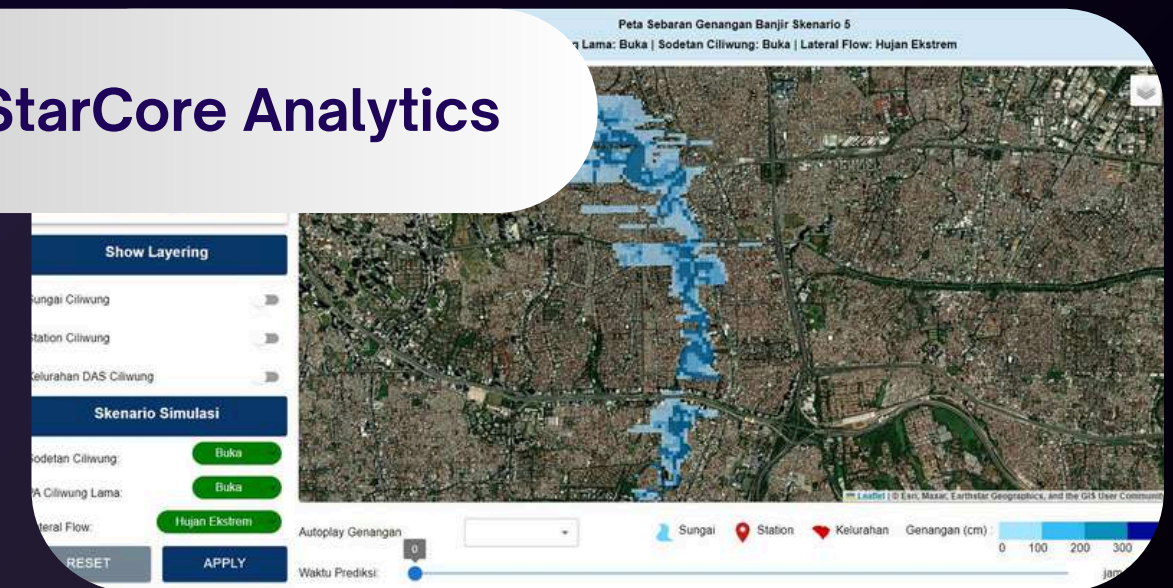 StarCore Analytics
Peta Sebaran Genangan Banjir Skenario 5
Lama: Buka | Sodetan Ciliwung: Buka | Lateral Flow: Hujan Ekstrem
Show Layering
Sungai Ciliwung
Station Ciliwung
Kelurahan DAS Ciliwung
Skenario Simulasi
Sodetan Ciliwung: Buka
PA Ciliwung Lama: Buka
Lateral Flow: Hujan Ekstrem
RESET APPLY
Leaflet | © Esri, Maxar, Earthstar Geographics, and the GIS User Communit
Autoplay Genangan
Sungai Station Kelurahan Genangan (cm) :
0 100 200 300
0
Waktu Prediksi: jam